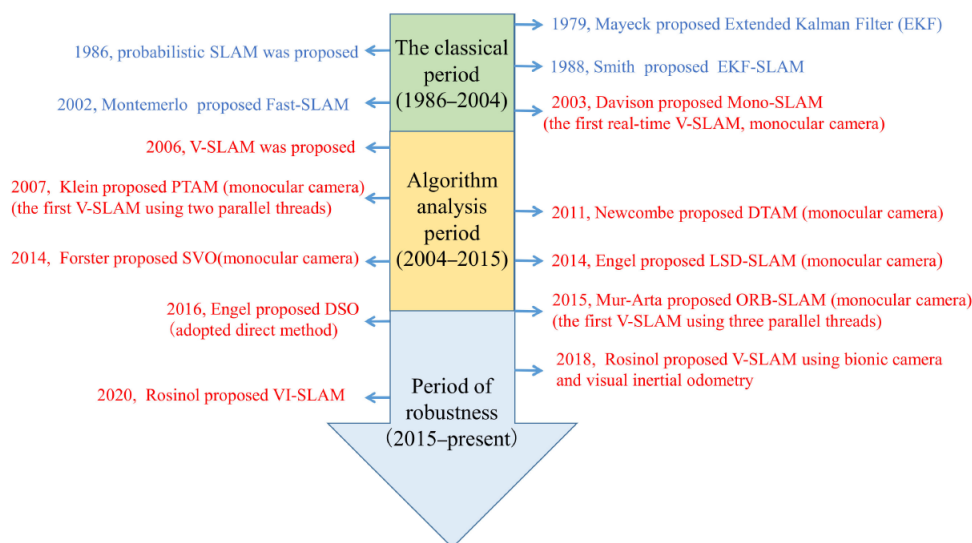 1979, Mayeck proposed Extended Kalman Filter (EKF)
1986, probabilistic SLAM was proposed
The classical
period
(1986–2004)
1988, Smith proposed EKF-SLAM
2002, Montemerlo proposed Fast-SLAM
2003, Davison proposed Mono-SLAM
(the first real-time V-SLAM, monocular camera)
2006, V-SLAM was proposed
2007, Klein proposed PTAM (monocular camera)
(the first V-SLAM using two parallel threads)
Algorithm
analysis
period
(2004–2015)
2011, Newcombe proposed DTAM (monocular camera)
2014, Forster proposed SVO(monocular camera)
2014, Engel proposed LSD-SLAM (monocular camera)
2015, Mur-Arta proposed ORB-SLAM (monocular camera)
(the first V-SLAM using three parallel threads)
2016, Engel proposed DSO
(adopted direct method)
2018, Rosinol proposed V-SLAM using bionic camera
and visual inertial odometry
Period of
robustness
(2015–present)
2020, Rosinol proposed VI-SLAM